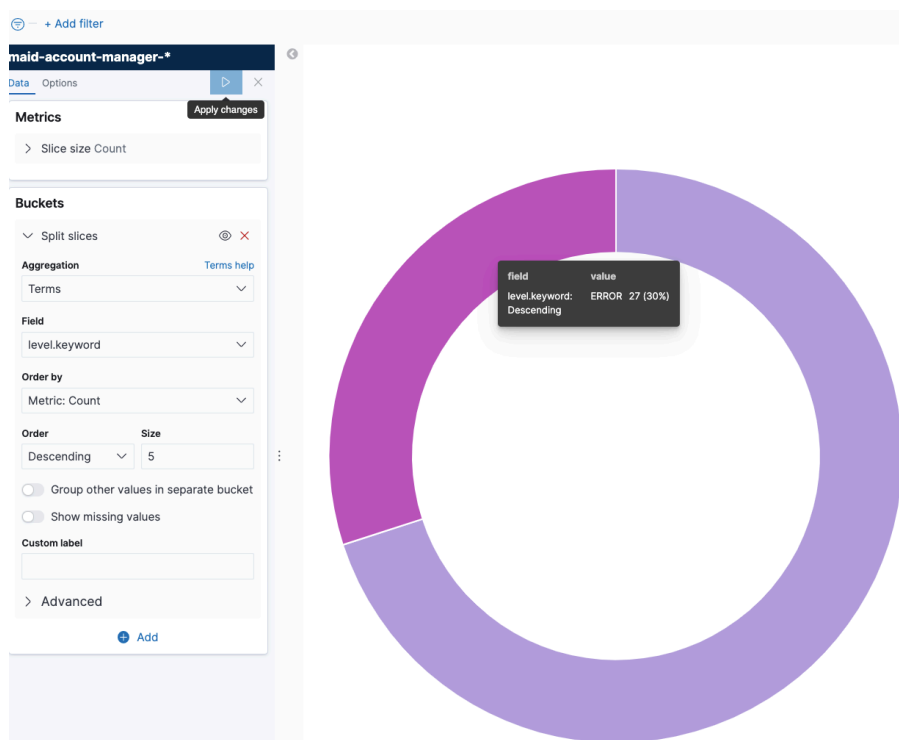 + Add filter
maid-account-manager-*
Data Options
Apply changes
Metrics
Slice size Count
Buckets
Split slices
Aggregation Terms help
Terms
Field
level.keyword
Order by
Metric: Count
Order Size
Descending 5
Group other values in separate bucket
Show missing values
Custom label
Advanced
Add
field value
level.keyword: ERROR 27 (30%)
Descending